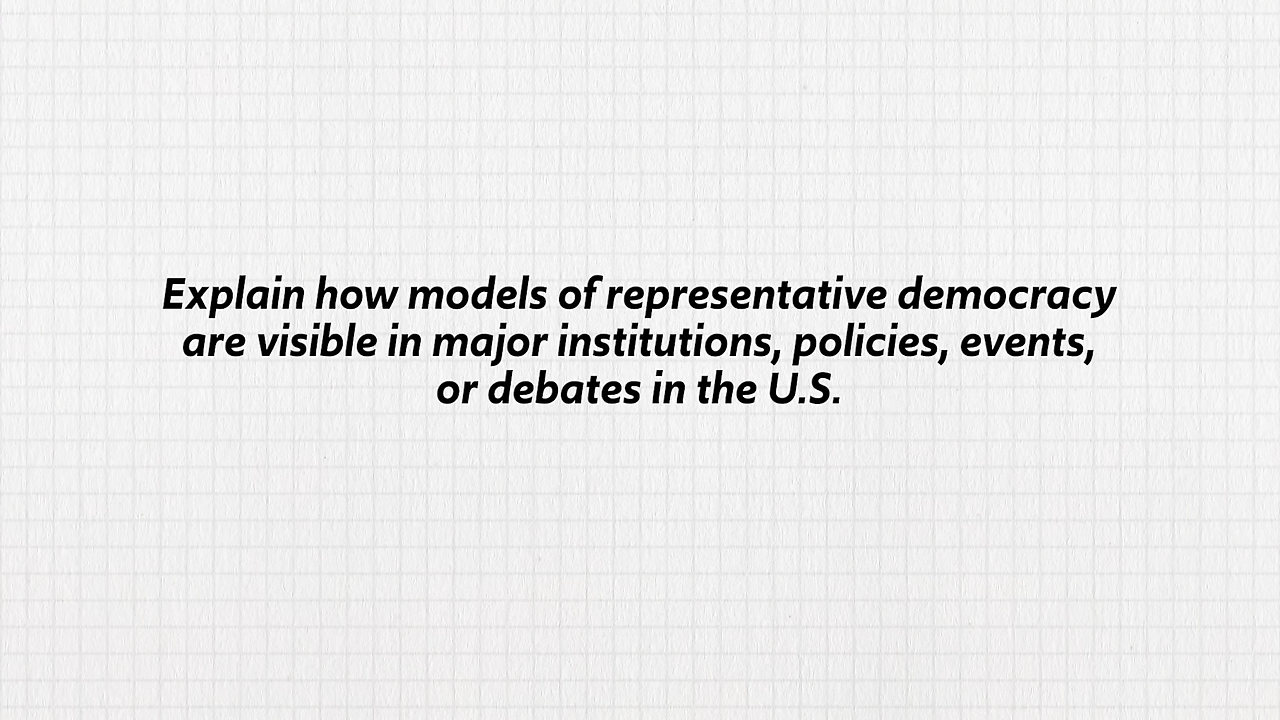 Explain how models of representative democracy
are visible in major institutions, policies, events,
or debates in the U.S.